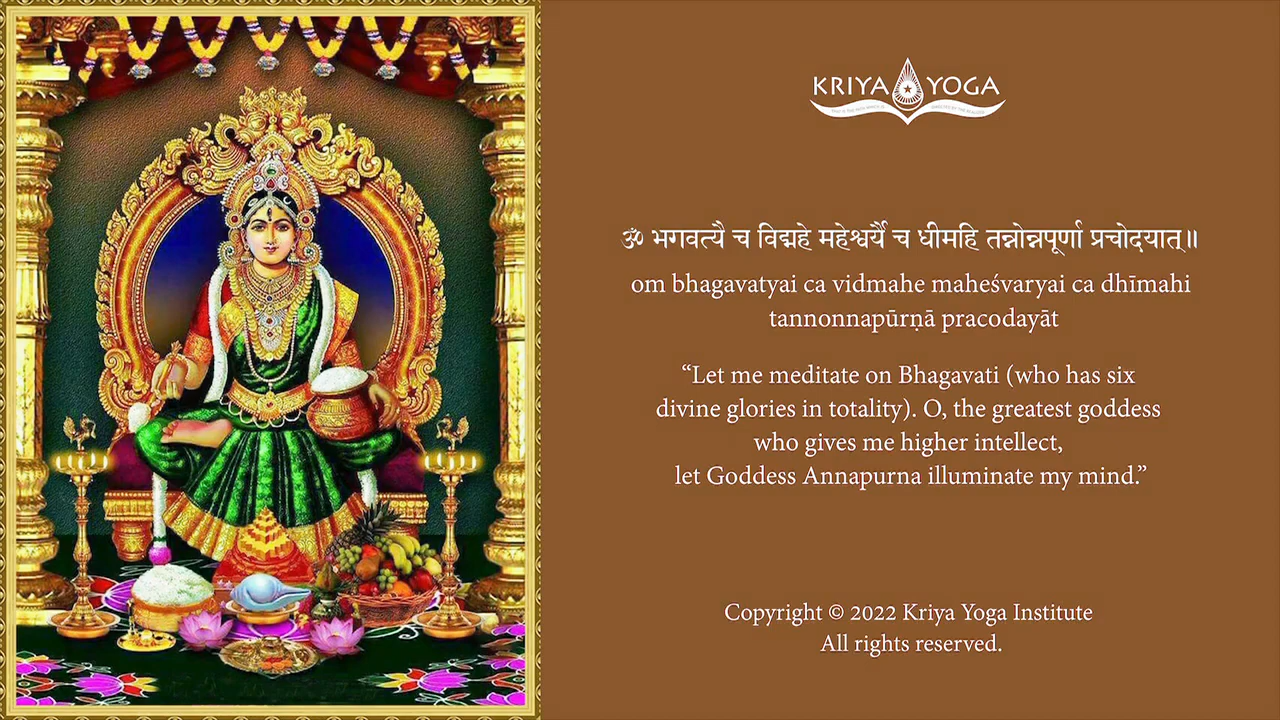 KRIYA YOGA
ॐ भगवत्यै च विद्महे महेश्वर्यै च धीमहि तन्नोन्नपूर्णा प्रचोदयात्॥
om bhagavatyai ca vidmahe maheśvaryai ca dhīmahi
tannonnapūrṇā pracodayāt
“Let me meditate on Bhagavati (who has six
divine glories in totality). O, the greatest goddess
who gives me higher intellect,
let Goddess Annapurna illuminate my mind.”
Copyright © 2022 Kriya Yoga Institute
All rights reserved.